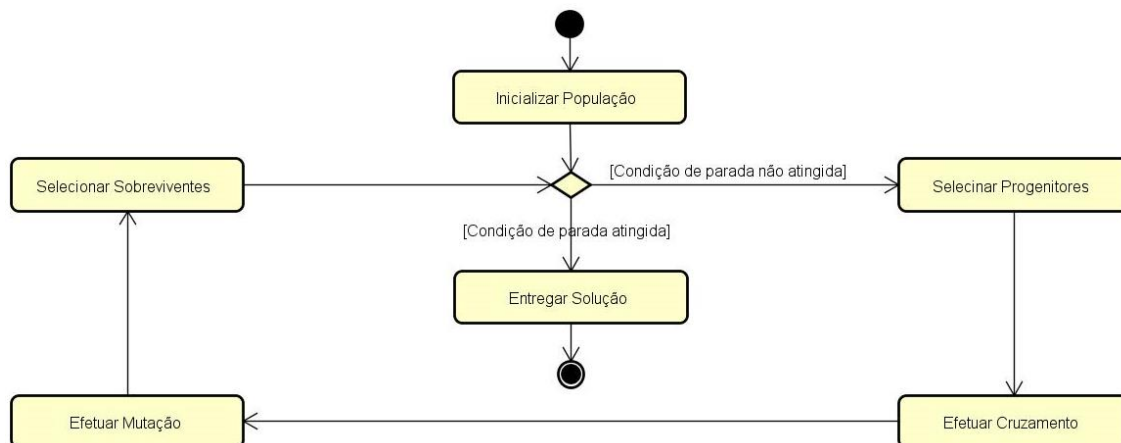 Inicializar População
[Condição de parada não atingida]
Selecionar Sobreviventes
Selecinar Progenitores
[Condição de parada atingida]
Entregar Solução
Efetuar Mutação
Efetuar Cruzamento